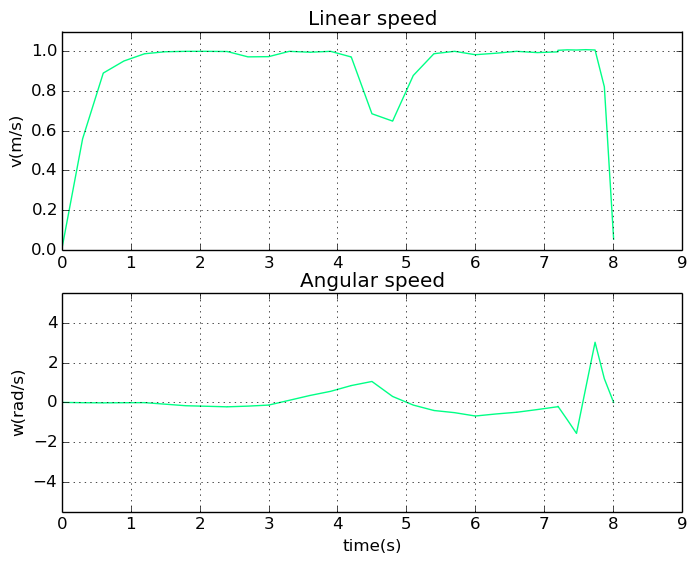 Linear speed
1.0
0.8
0.6
0.4
0.2
0.0
v(m/s)
0 1 2 3 4 5 6 7 8 9
Angular speed
4
2
0
−2
−4
w(rad/s)
0 1 2 3 4 5 6 7 8 9
time(s)